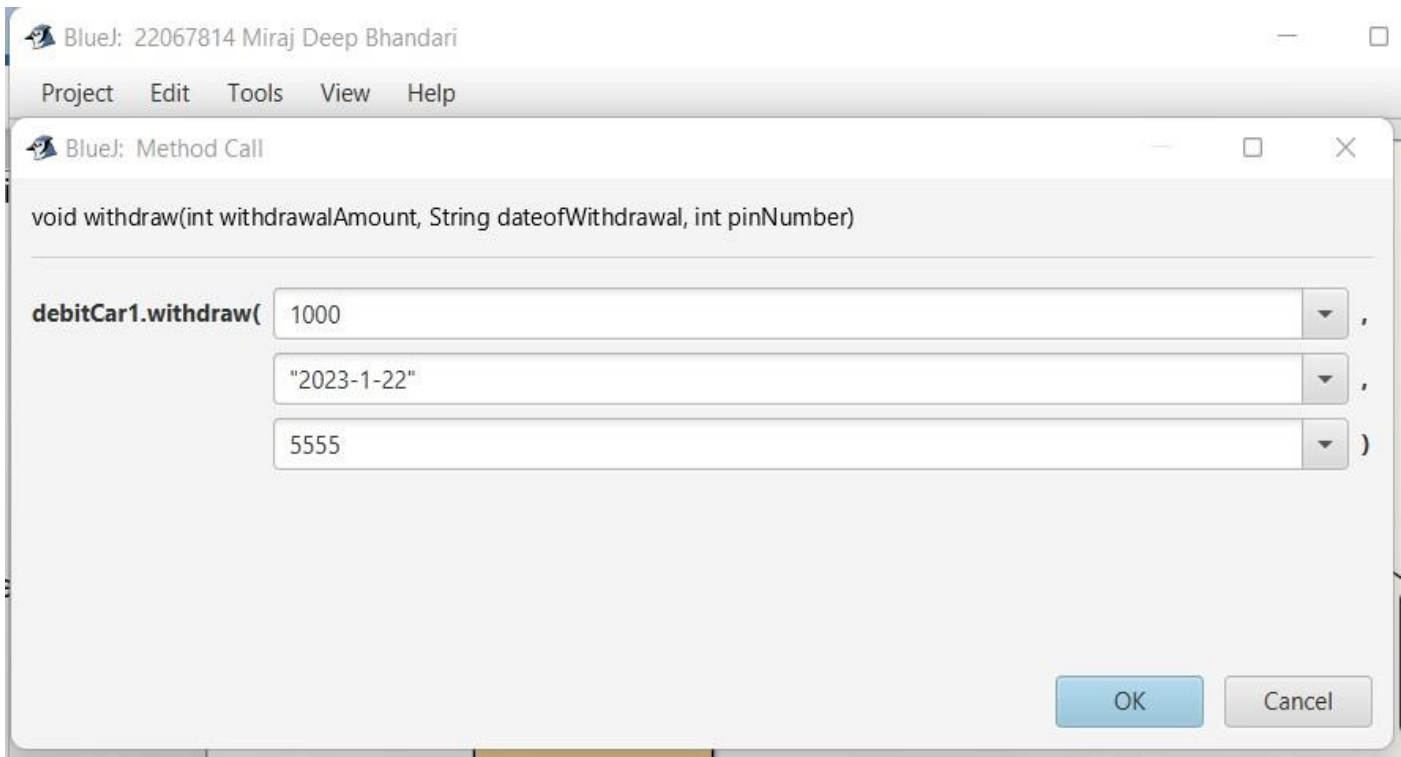 BlueJ: 22067814 Miraj Deep Bhandari
Project Edit Tools View Help
BlueJ: Method Call
void withdraw(int withdrawalAmount, String dateofWithdrawal, int pinNumber)
debitCar1.withdraw( 1000 ,
"2023-1-22" ,
5555 )
OK Cancel